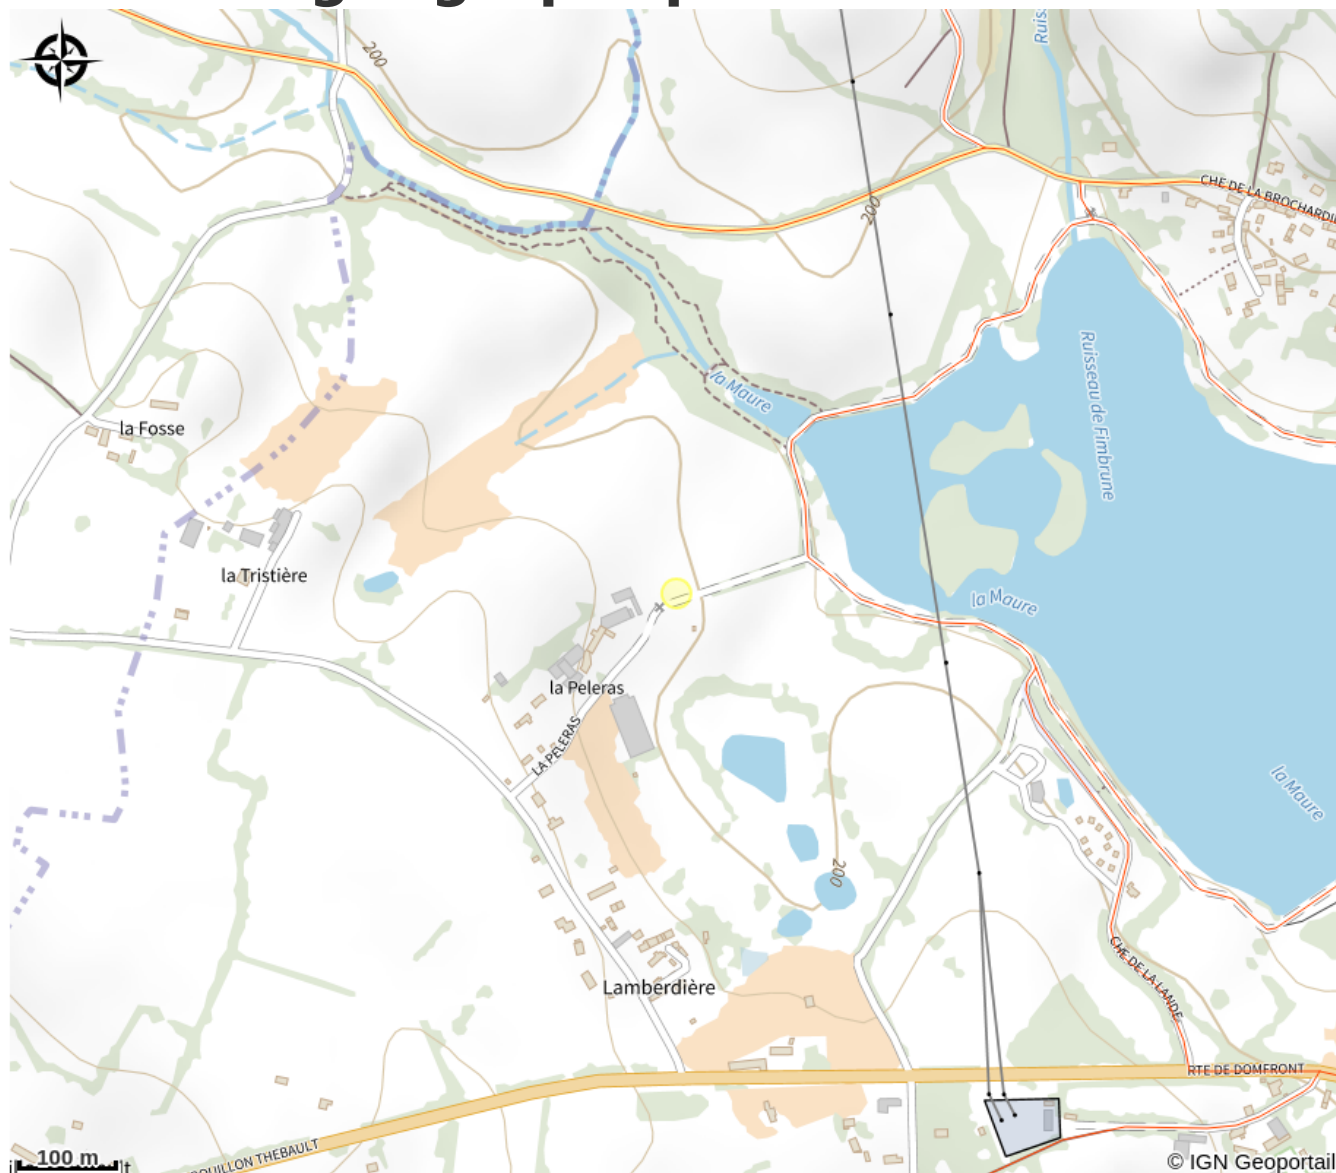 200
Ruis
CHE DE LA BROCHARDI
200
la Maure
Ruisseau de Fimbrune
la Fosse
la Tristière
la Maure
la Peleras
LA PELERAS
la Maure
200
Lamberdière
CHE DE LA LANDE
RTE DE DOMFRONT
OUILLON THEBAULT
100 m
© IGN Geoportail